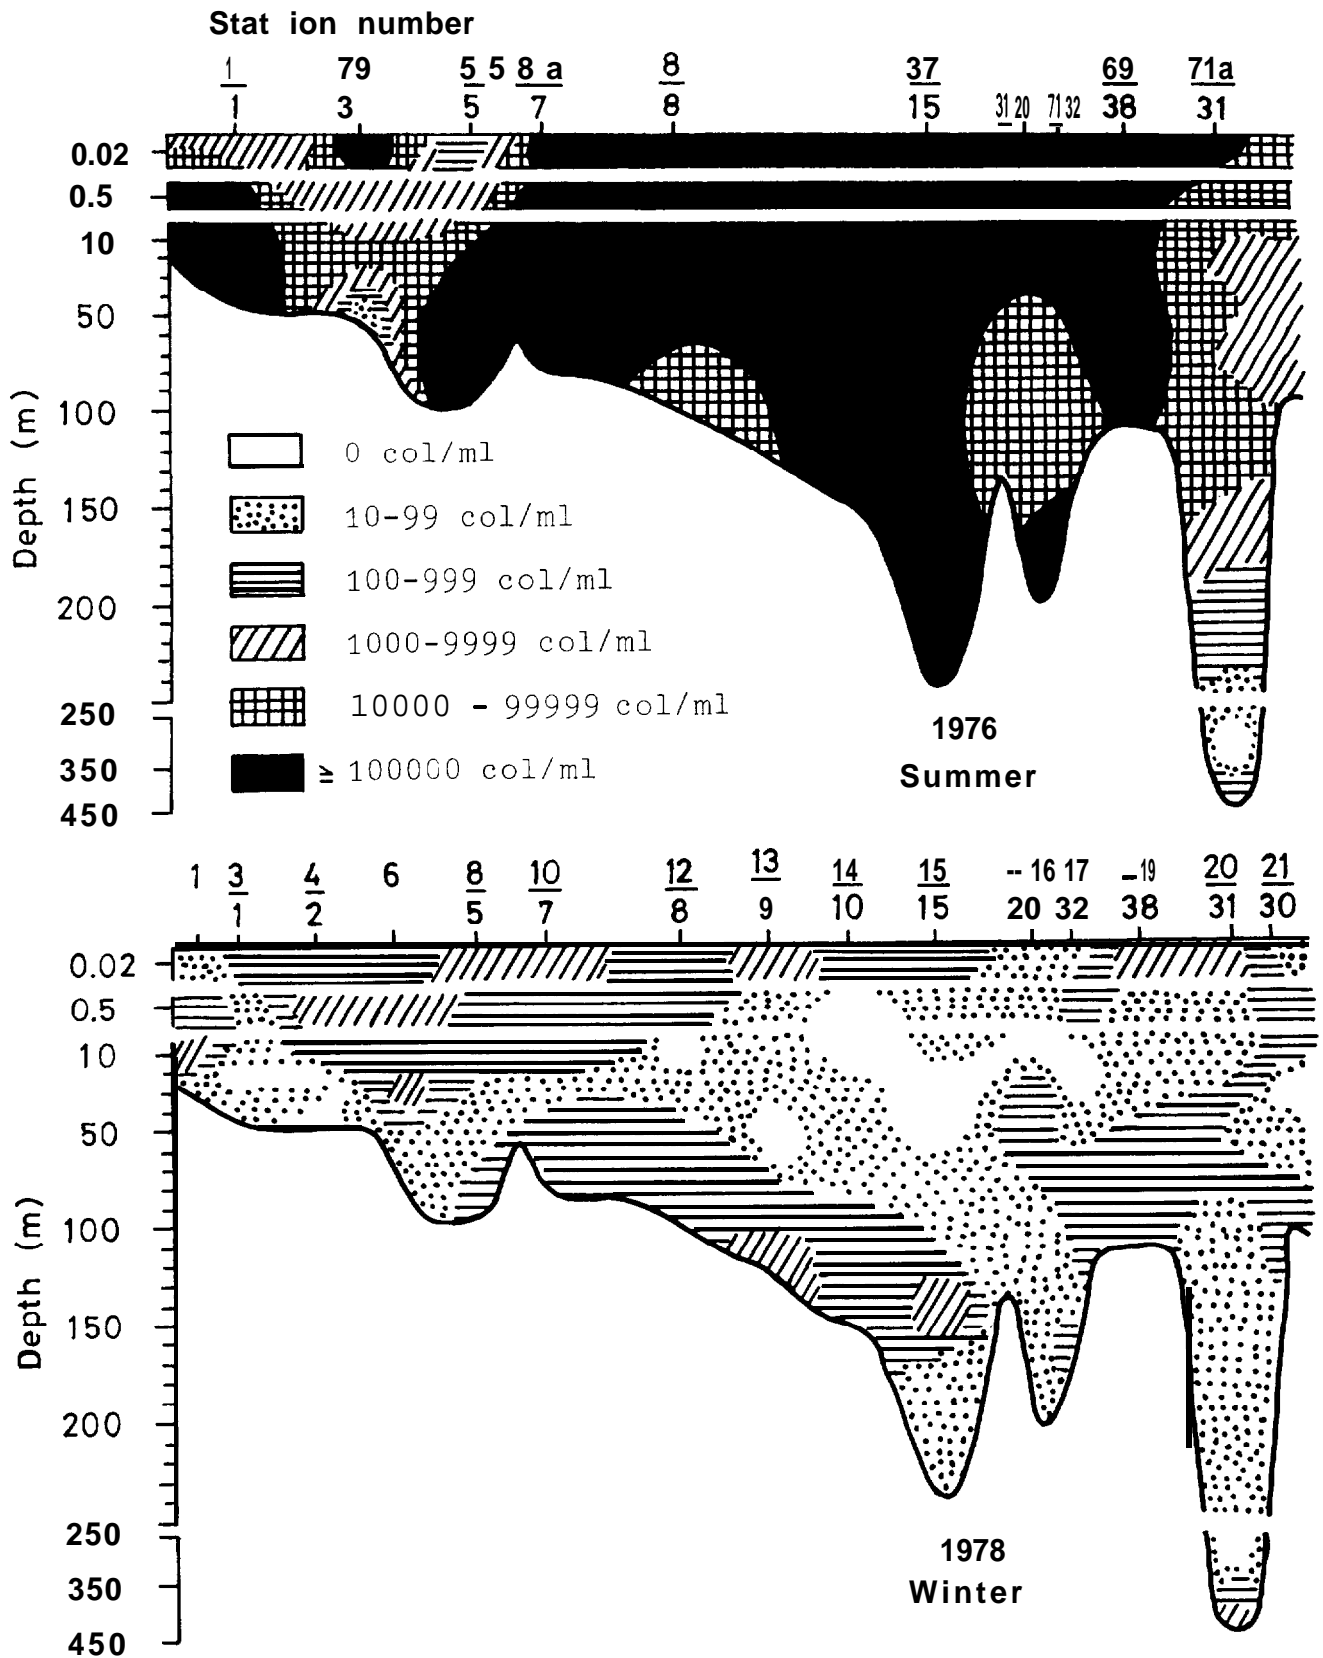 Stat ion number
1 79 5 5 8 a 8 37 69 71a
1 3 5 7 8 15 31 20 71 32 38 31
0.02
0.5
10
50
100
150
200
250
350
450
Depth (m)
0 col/ml
10-99 col/ml
100-999 col/ml
1000-9999 col/ml
10000 - 99999 col/ml
≥ 100000 col/ml
1976
Summer
1 3 4 6 8 10 12 13 14 15 -- 16 17 -19 20 21
1 2 5 7 8 9 10 15 20 32 38 31 30
0.02
0.5
10
50
100
150
200
250
350
450
Depth (m)
1978
Winter